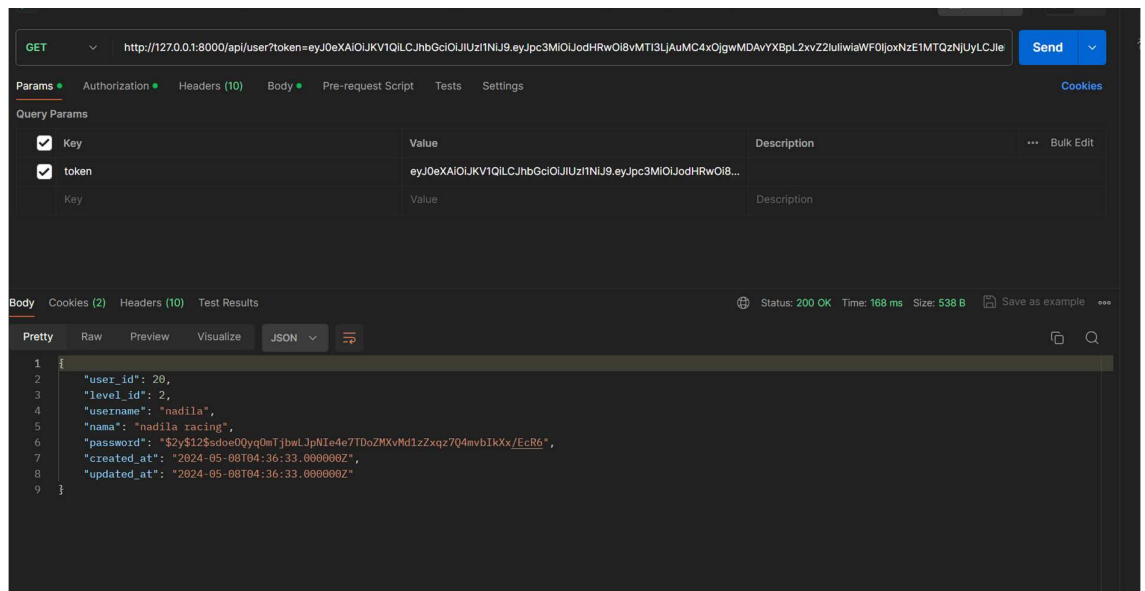 GET http://127.0.0.1:8000/api/user?token=eyJ0eXAiOiJKV1QiLCJhbGciOiJIUzI1NiJ9.eyJpc3MiOiJodHRwOi8vMTI3LjAuMC4xOjgwMDAvYXBpL2xvZ2luIiwiaWF0IjoxNzE1MTQzNjUyLCJle Send
Params Authorization Headers (10) Body Pre-request Script Tests Settings Cookies
Query Params
Key Value Description ••• Bulk Edit
token eyJ0eXAiOiJKV1QiLCJhbGciOiJIUzI1NiJ9.eyJpc3MiOiJodHRwOi8...
Key Value Description
Body Cookies (2) Headers (10) Test Results Status: 200 OK Time: 168 ms Size: 538 B Save as example
Pretty Raw Preview Visualize JSON
1 {
2 "user_id": 20,
3 "level_id": 2,
4 "username": "nadila",
5 "nama": "nadila racing",
6 "password": "$2y$12$sdoe0QyqOmTjbwLJpNIe4e7TDoZMXvMd1zZxqz7Q4mvbIkXx/EcR6",
7 "created_at": "2024-05-08T04:36:33.000000Z",
8 "updated_at": "2024-05-08T04:36:33.000000Z"
9 }